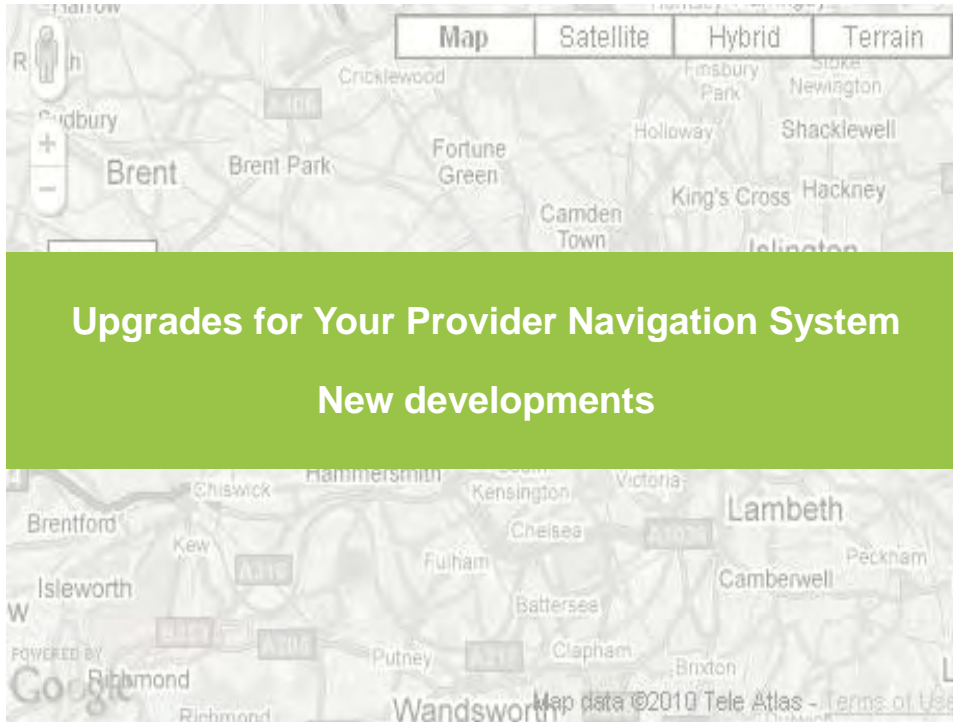 Harrow
Map Satellite Hybrid Terrain
R h
Cricklewood
Finsbury
Park
Stoke
Newington
Sudbury
+
Holloway
Shacklewell
Fortune
Green
Brent
Brent Park
−
King's Cross
Hackney
Camden
Town
Islington
Upgrades for Your Provider Navigation System
New developments
Hammersmith
Chiswick
Kensington
Victoria
Lambeth
Brentford
Chelsea
Kew
Fulham
Peckham
Camberwell
Isleworth
W
Battersea
POWERED BY
Google
Putney
Clapham
Brixton
L
Richmond
Richmond
Wandsworth
Map data ©2010 Tele Atlas - Terms of Use